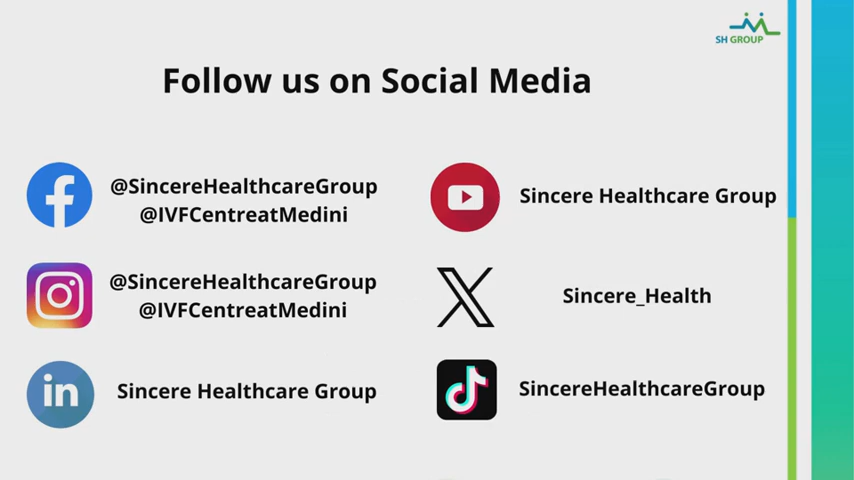 SH GROUP
Follow us on Social Media
@SincereHealthcareGroup
@IVFCentreatMedini
Sincere Healthcare Group
@SincereHealthcareGroup
@IVFCentreatMedini
Sincere_Health
in
Sincere Healthcare Group
SincereHealthcareGroup